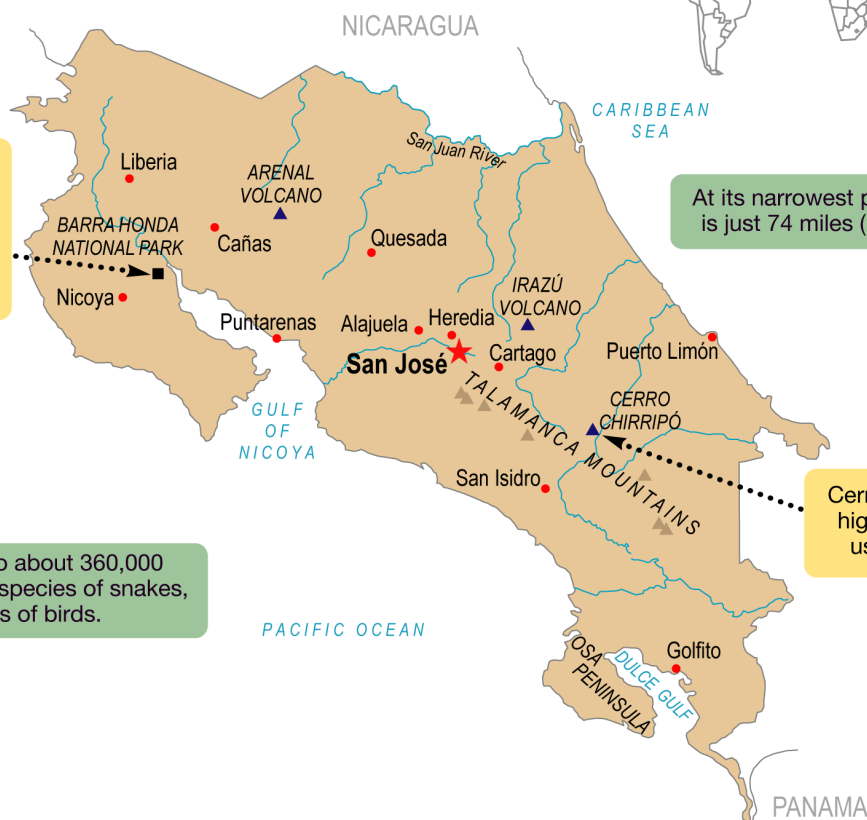 NICARAGUA
CARIBBEAN
SEA
San Juan River
Liberia
ARENAL
VOLCANO
At its narrowest p
is just 74 miles (
BARRA HONDA
NATIONAL PARK
Cañas
Quesada
Nicoya
IRAZÚ
VOLCANO
Puntarenas
Alajuela
Heredia
San José
Cartago
Puerto Limón
TALAMANCA MOUNTAINS
CERRO
CHIRRIPÓ
GULF
OF
NICOYA
San Isidro
Cerr
hig
us
o about 360,000
species of snakes,
s of birds.
PACIFIC OCEAN
OSA
PENINSULA
DULCE GULF
Golfito
PANAMA